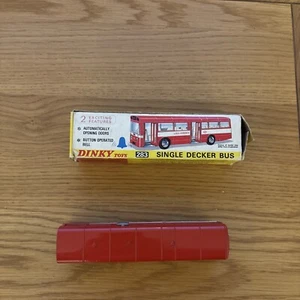 2 EXCITING
FEATURES
AUTOMATICALLY
OPENING DOORS
BUTTON OPERATED
BELL
DINKY TOYS 283 SINGLE DECKER BUS